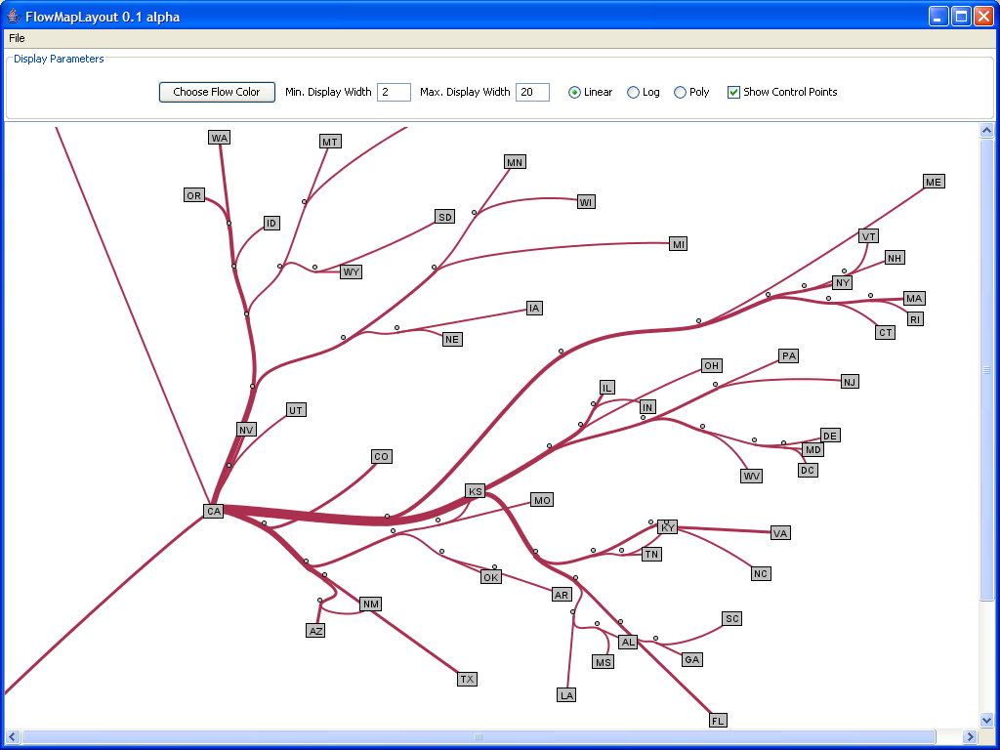 FlowMapLayout 0.1 alpha
File
Display Parameters
Choose Flow Color Min. Display Width 2 Max. Display Width 20 Linear Log Poly Show Control Points
WA
MT
MN
ME
OR
WI
SD
ID
VT
MI
NH
WY
NY
MA
IA
RI
CT
NE
PA
OH
NJ
IL
IN
UT
NV
DE
MD
CO
DC
WV
KS
MO
CA
KY
VA
TN
NC
OK
AR
NM
SC
AZ
AL
GA
MS
TX
LA
FL